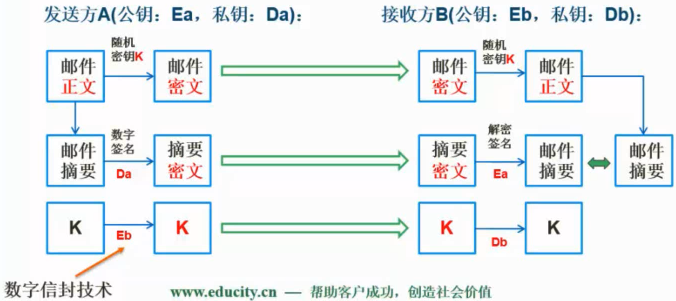 发送方A(公钥：Ea，私钥：Da)：
接收方B(公钥：Eb，私钥：Db)：
邮件
正文
随机
密钥K
邮件
密文
邮件
密文
随机
密钥K
邮件
正文
邮件
摘要
数字
签名
Da
摘要
密文
摘要
密文
解密
签名
Ea
邮件
摘要
邮件
摘要
K
Eb
K
K
Db
K
数字信封技术
www.educity.cn — 帮助客户成功，创造社会价值